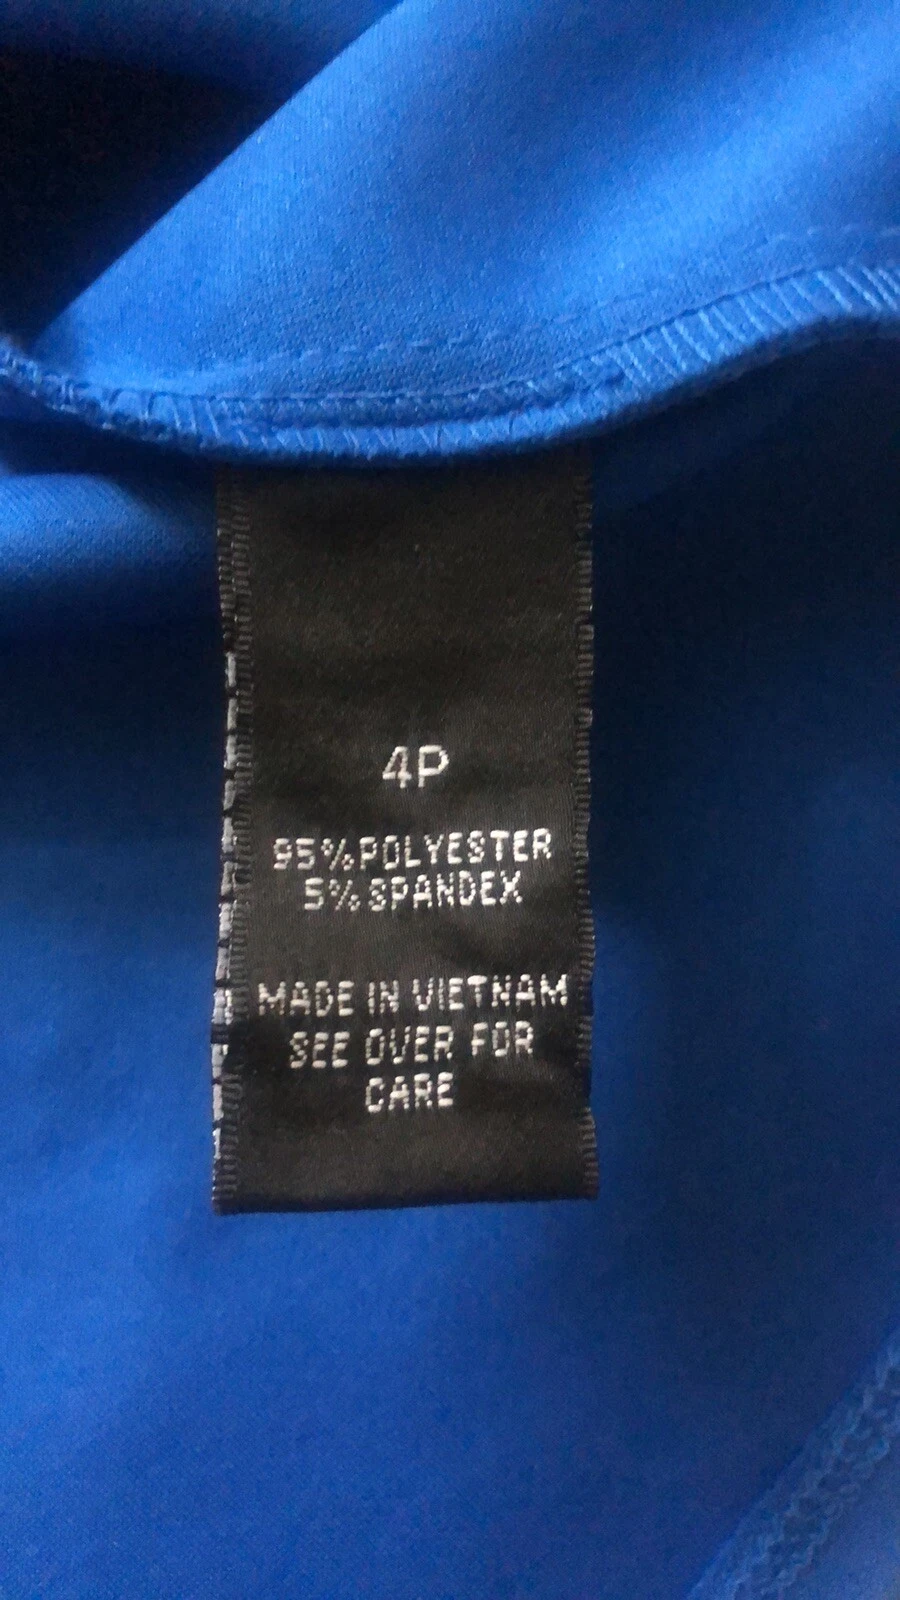 4P
95%POLYESTER
5%SPANDEX
MADE IN VIETNAM
SEE OVER FOR
CARE